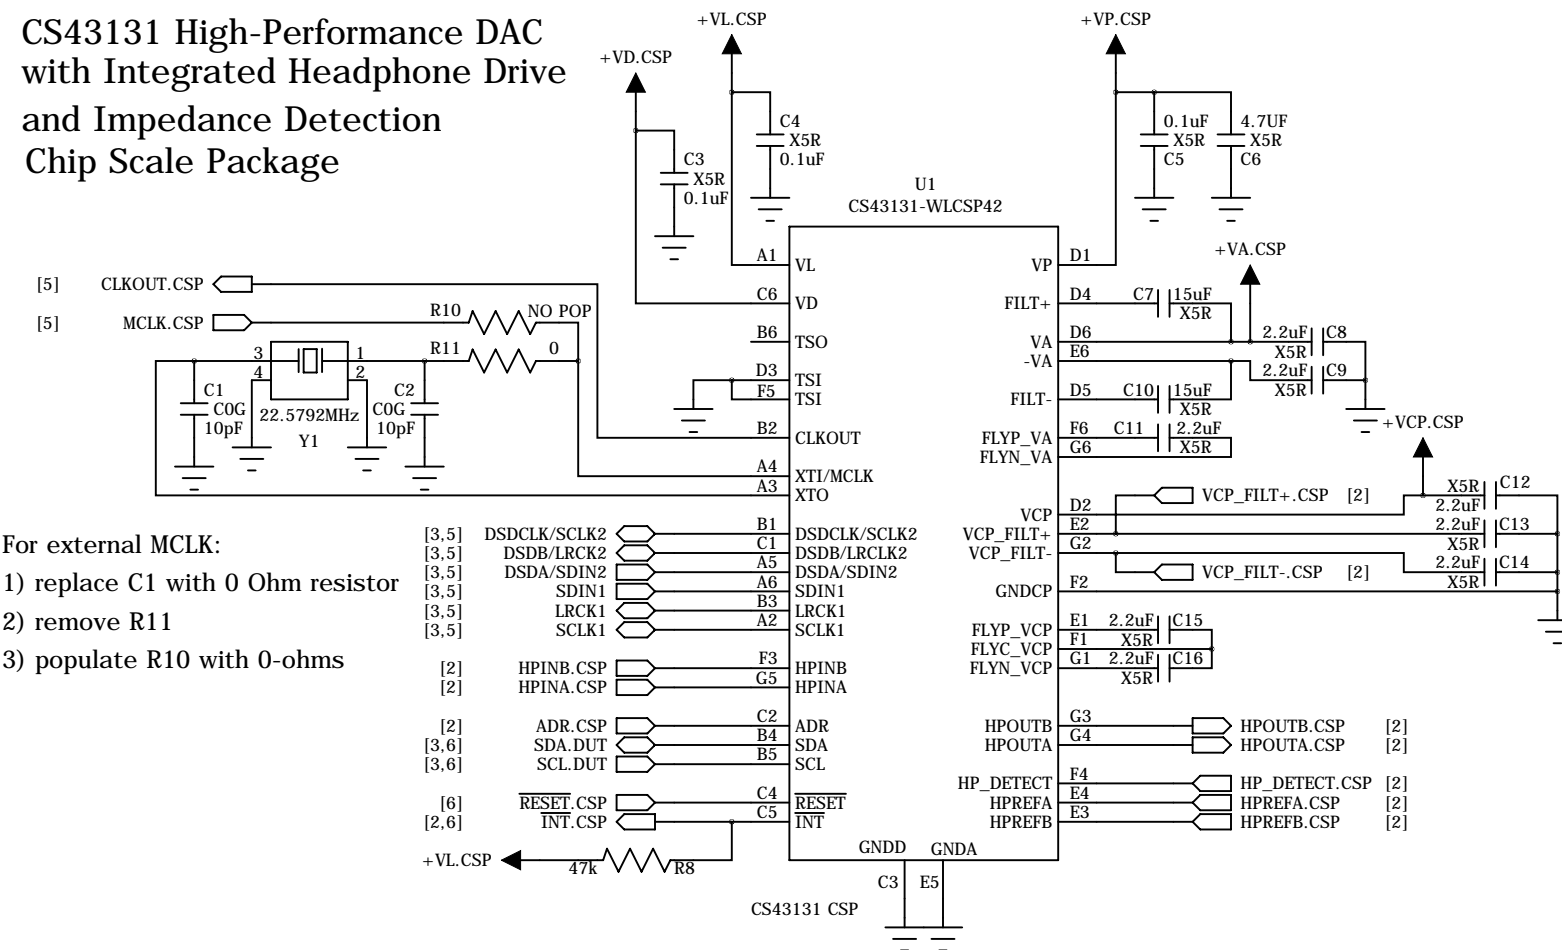 CS43131 High-Performance DAC
with Integrated Headphone Drive
and Impedance Detection
Chip Scale Package
+VL.CSP
+VP.CSP
+VD.CSP
C4
X5R
0.1uF
C3
X5R
0.1uF
0.1uF
X5R
C5
4.7UF
X5R
C6
U1
CS43131-WLCSP42
+VA.CSP
[5] CLKOUT.CSP
[5] MCLK.CSP
R10 NO POP
R11 0
3 1
4 2
C1
C0G
10pF
22.5792MHz
Y1
C2
C0G
10pF
A1 VL
C6 VD
B6 TSO
D3 TSI
F5 TSI
B2 CLKOUT
A4 XTI/MCLK
A3 XTO
VP D1
FILT+ D4 C7 15uF
X5R
VA D6 2.2uF C8
X5R
-VA E6 2.2uF C9
X5R
FILT- D5 C10 15uF
X5R
FLYP_VA F6 C11 2.2uF
X5R
FLYN_VA G6
+VCP.CSP
VCP_FILT+.CSP [2]
X5R C12
2.2uF
VCP D2
VCP_FILT+ E2 2.2uF C13
X5R
VCP_FILT- G2 2.2uF C14
X5R
VCP_FILT-.CSP [2]
GNDCP F2
FLYP_VCP E1 2.2uF C15
X5R
FLYC_VCP F1
FLYN_VCP G1 2.2uF C16
X5R
For external MCLK:
1) replace C1 with 0 Ohm resistor
2) remove R11
3) populate R10 with 0-ohms
[3,5] DSDCLK/SCLK2 B1 DSDCLK/SCLK2
[3,5] DSDB/LRCK2 C1 DSDB/LRCLK2
[3,5] DSDA/SDIN2 A5 DSDA/SDIN2
[3,5] SDIN1 A6 SDIN1
[3,5] LRCK1 B3 LRCK1
[3,5] SCLK1 A2 SCLK1
[2] HPINB.CSP F3 HPINB
[2] HPINA.CSP G5 HPINA
[2] ADR.CSP C2 ADR
[3,6] SDA.DUT B4 SDA
[3,6] SCL.DUT B5 SCL
[6] RESET.CSP C4 RESET
[2,6] INT.CSP C5 INT
HPOUTB G3 HPOUTB.CSP [2]
HPOUTA G4 HPOUTA.CSP [2]
HP_DETECT F4 HP_DETECT.CSP [2]
HPREFA E4 HPREFA.CSP [2]
HPREFB E3 HPREFB.CSP [2]
+VL.CSP 47k R8
GNDD GNDA
C3 E5
CS43131 CSP